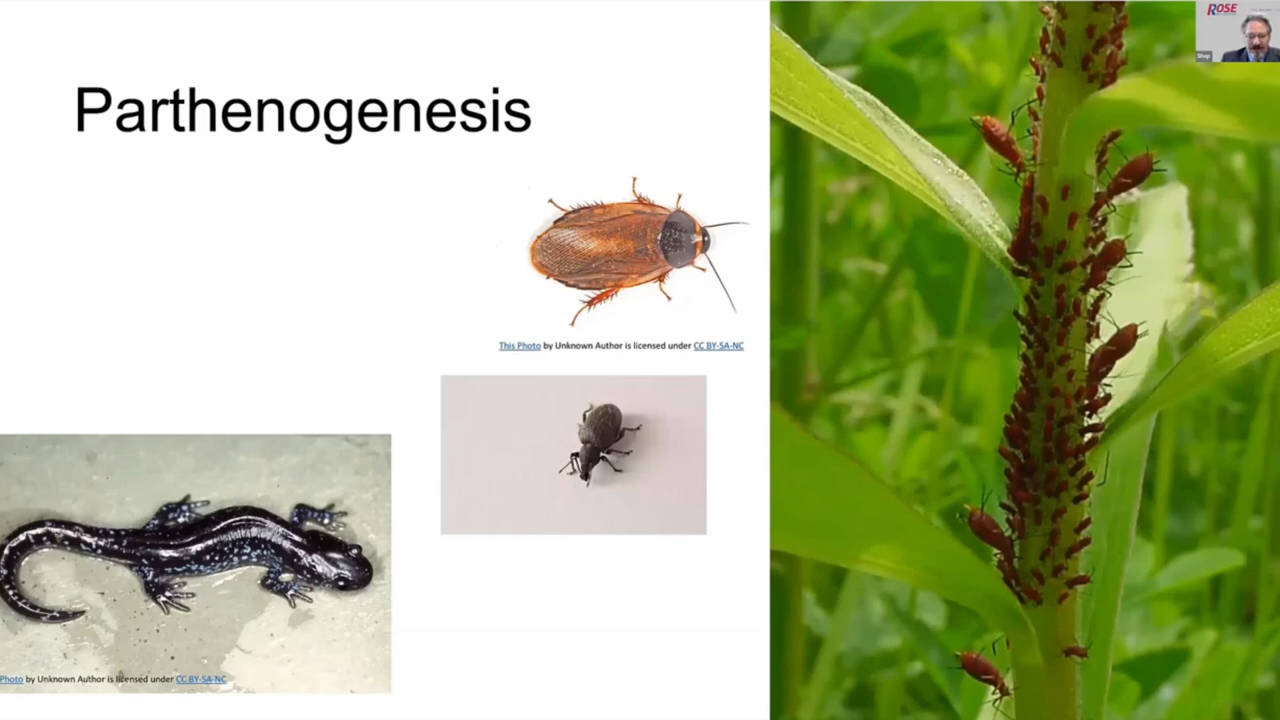 Parthenogenesis
ROSE
Shop
This Photo by Unknown Author is licensed under CC BY-SA-NC
Photo by Unknown Author is licensed under CC BY-SA-NC